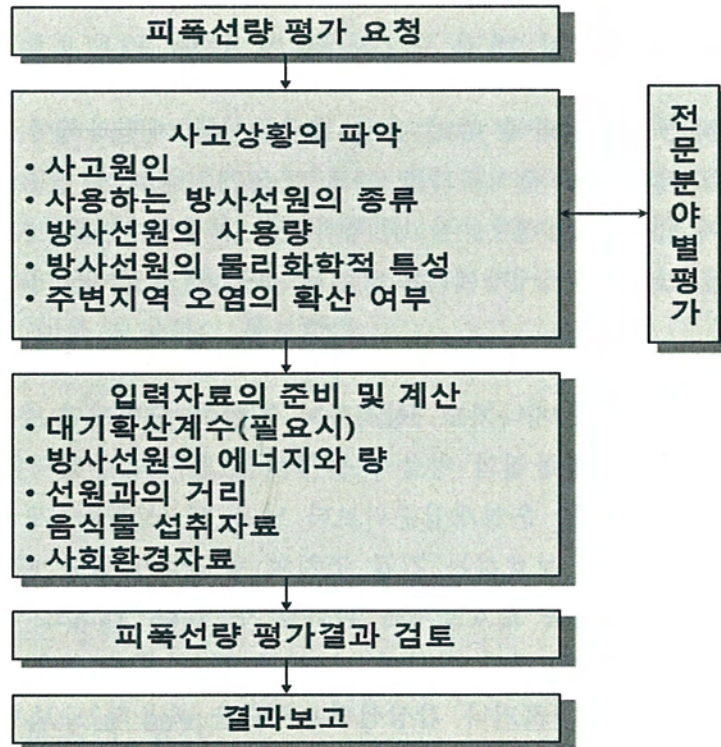 피폭선량 평가 요청
사고상황의 파악
• 사고원인
• 사용하는 방사선원의 종류
• 방사선원의 사용량
• 방사선원의 물리화학적 특성
• 주변지역 오염의 확산 여부
전문분야별평가
입력자료의 준비 및 계산
• 대기확산계수(필요시)
• 방사선원의 에너지와 량
• 선원과의 거리
• 음식물 섭취자료
• 사회환경자료
피폭선량 평가결과 검토
결과보고